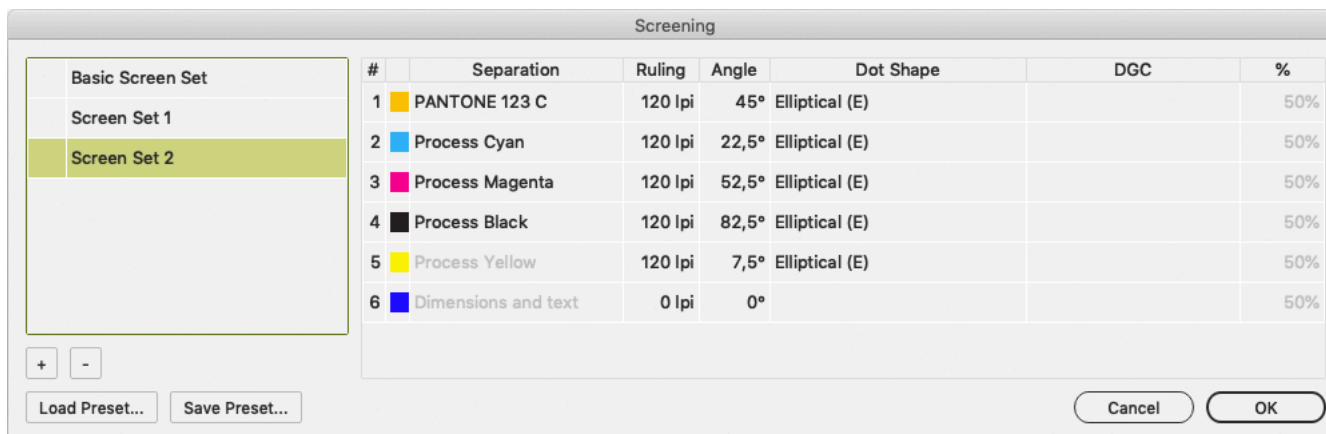 Screening
Basic Screen Set
Screen Set 1
Screen Set 2
+ -
Load Preset... Save Preset...
# Separation Ruling Angle Dot Shape DGC %
1 PANTONE 123 C 120 lpi 45° Elliptical (E) 50%
2 Process Cyan 120 lpi 22,5° Elliptical (E) 50%
3 Process Magenta 120 lpi 52,5° Elliptical (E) 50%
4 Process Black 120 lpi 82,5° Elliptical (E) 50%
5 Process Yellow 120 lpi 7,5° Elliptical (E) 50%
6 Dimensions and text 0 lpi 0° 50%
Cancel OK